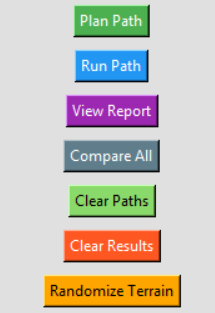 Plan Path
Run Path
View Report
Compare All
Clear Paths
Clear Results
Randomize Terrain